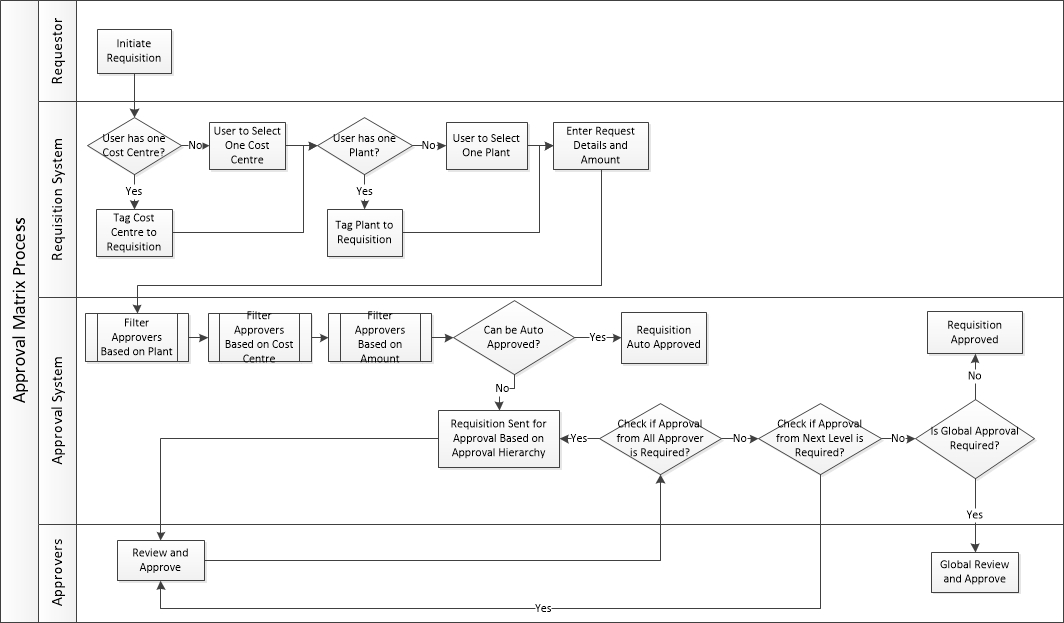 Approval Matrix Process
Requestor
Initiate
Requisition
Requisition System
User has one
Cost Centre?
No
User to Select
One Cost
Centre
User has one
Plant?
No
User to Select
One Plant
Enter Request
Details and
Amount
Yes
Yes
Tag Cost
Centre to
Requisition
Tag Plant to
Requisition
Approval System
Filter
Approvers
Based on Plant
Filter
Approvers
Based on Cost
Centre
Filter
Approvers
Based on
Amount
Can be Auto
Approved?
Yes
Requisition
Auto Approved
Requisition
Approved
No
No
Requisition Sent for
Approval Based on
Approval Hierarchy
Yes
Check if Approval
from All Approver
is Required?
No
Check if Approval
from Next Level is
Required?
No
Is Global Approval
Required?
Yes
Approvers
Review and
Approve
Global Review
and Approve
Yes